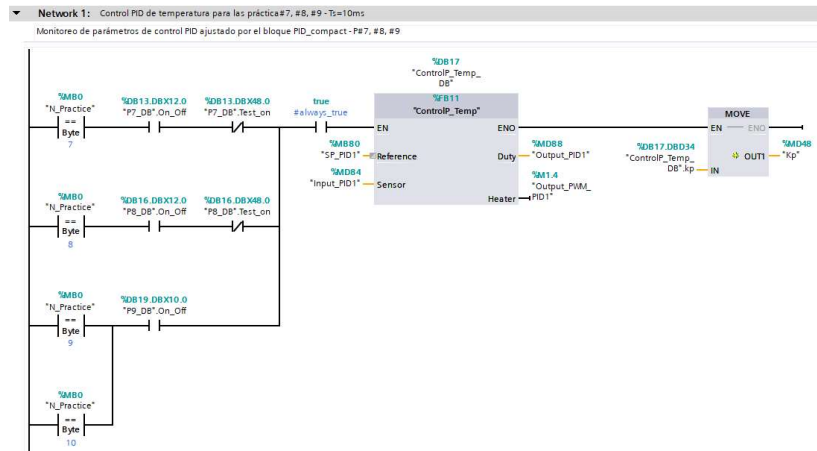 Network 1: Control PID de temperatura para las práctica#7, #8, #9 - Ts=10ms
Monitoreo de parámetros de control PID ajustado por el bloque PID_compact - P#7, #8, #9
%DB17
"ControlP_Temp_
DB"
%MB0
"N_Practice"
==
Byte
7
%DB13.DBX12.0
"P7_DB".On_Off
%DB13.DBX48.0
"P7_DB".Test_on
true
#always_true
%FB11
"ControlP_Temp"
EN
ENO
%MB80
"SP_PID1"
Reference
%MD84
"Input_PID1"
Sensor
Duty
%MD88
"Output_PID1"
Heater
%M1.4
"Output_PWM_
PID1"
MOVE
EN
ENO
%DB17.DBD34
"ControlP_Temp_
DB".kp
IN
OUT1
%MD48
"Kp"
%MB0
"N_Practice"
==
Byte
8
%DB16.DBX12.0
"P8_DB".On_Off
%DB16.DBX48.0
"P8_DB".Test_on
%MB0
"N_Practice"
==
Byte
9
%DB19.DBX10.0
"P9_DB".On_Off
%MB0
"N_Practice"
==
Byte
10